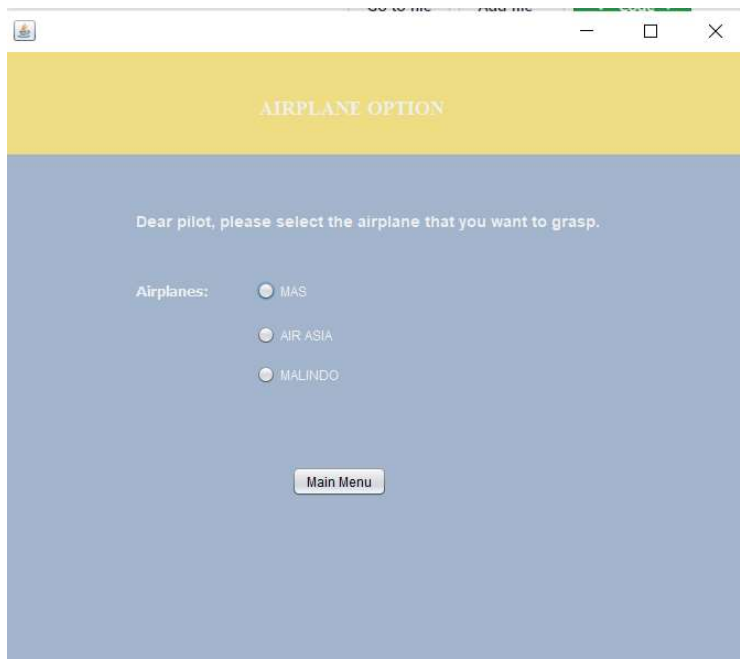 AIRPLANE OPTION
Dear pilot, please select the airplane that you want to grasp.
Airplanes: MAS
AIR ASIA
MALINDO
Main Menu